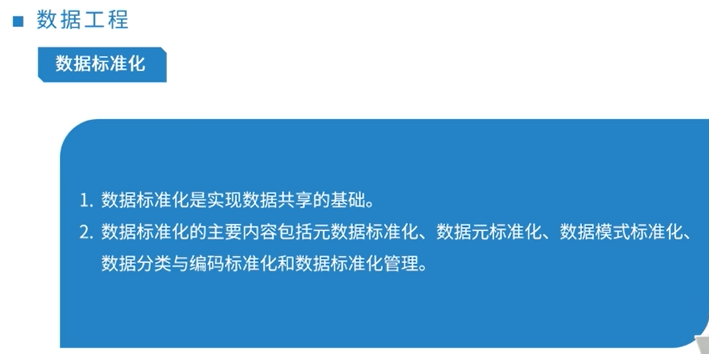 数据工程
数据标准化
1. 数据标准化是实现数据共享的基础。
2. 数据标准化的主要内容包括元数据标准化、数据元标准化、数据模式标准化、
数据分类与编码标准化和数据标准化管理。